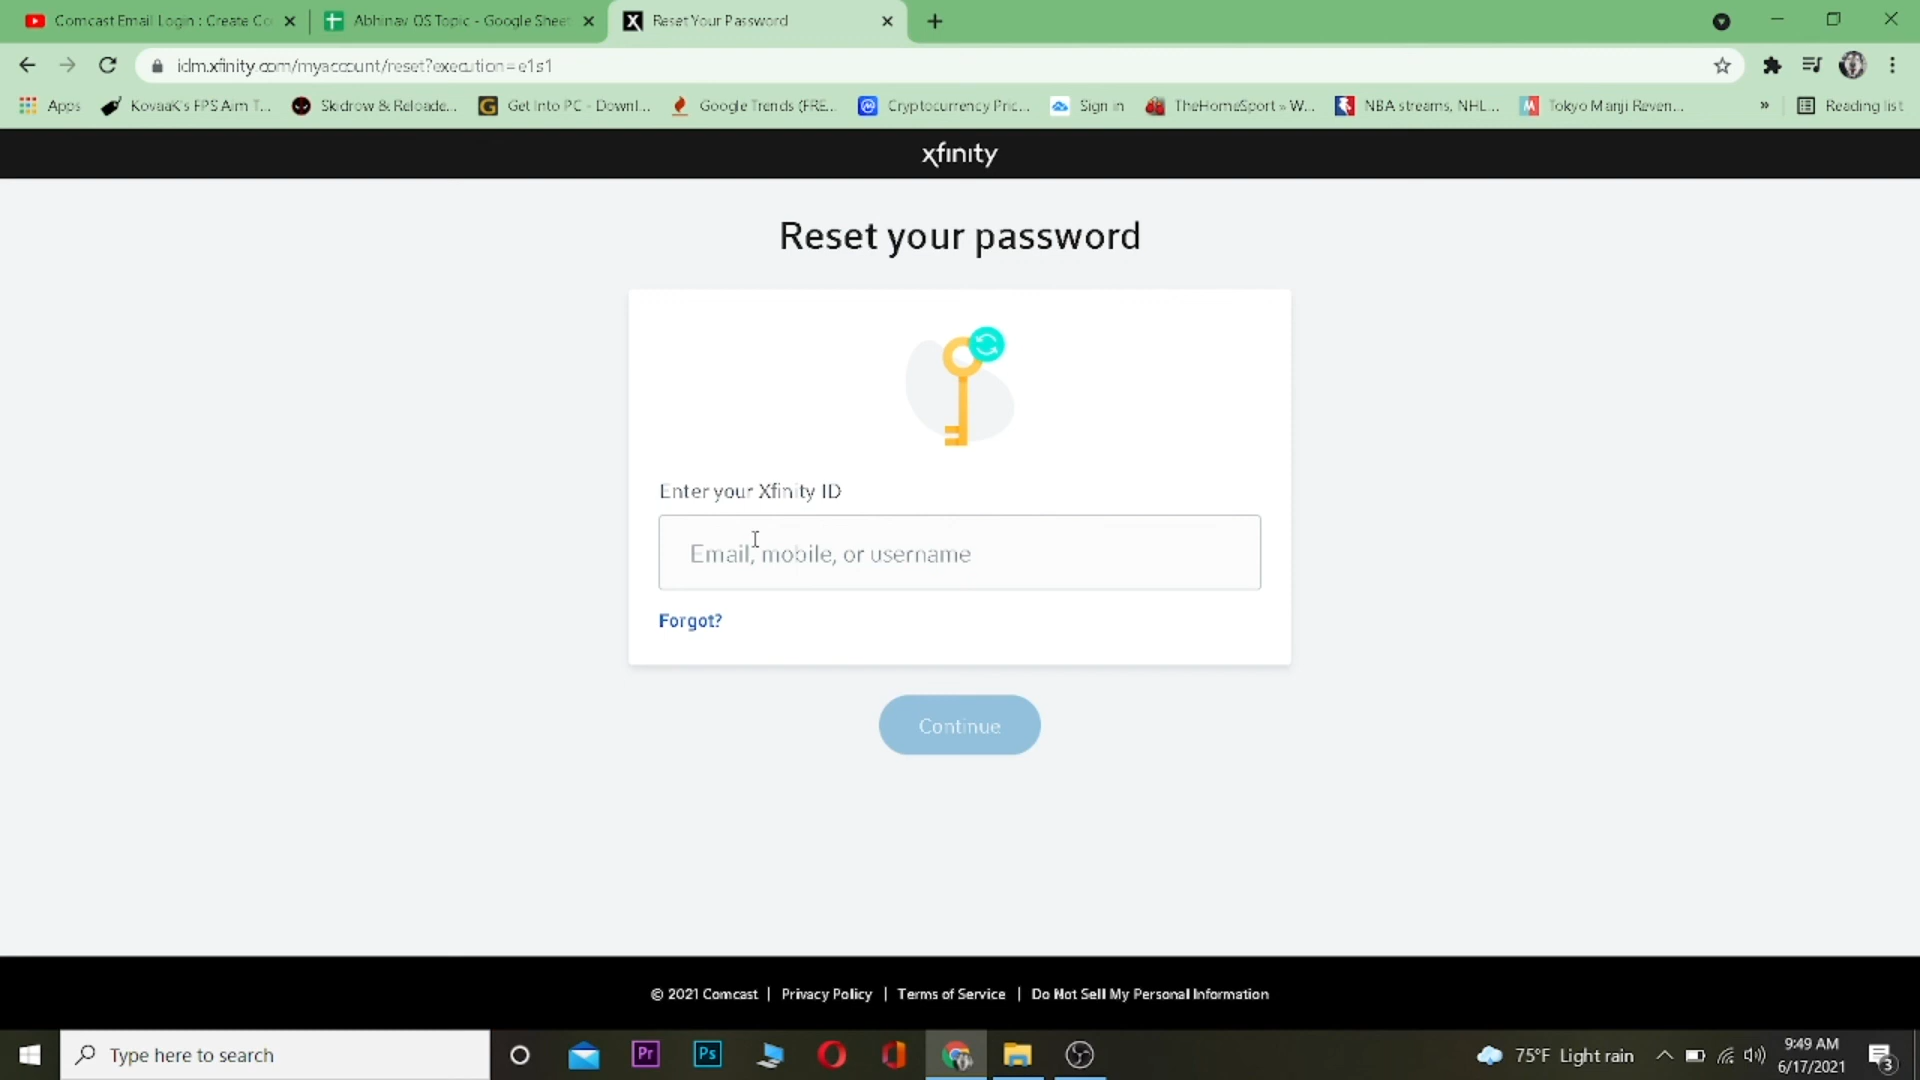 Comcast Email Login : Create Co
Abhinav OS Topic - Google Sheet
Reset Your Password
idm.xfinity.com/myaccount/reset?execution=e1s1
Apps
KovaaK's FPS Aim T...
Skidrow & Reloade...
Get Into PC - Downl...
Google Trends (FRE...
Cryptocurrency Pric...
Sign in
TheHomeSport » W...
NBA streams, NHL...
Tokyo Manji Reven...
»
Reading list
xfinity
Reset your password
Enter your Xfinity ID
Email, mobile, or username
Forgot?
Continue
© 2021 Comcast | Privacy Policy | Terms of Service | Do Not Sell My Personal Information
Type here to search
Pr
Ps
75°F Light rain
9:49 AM
6/17/2021
3